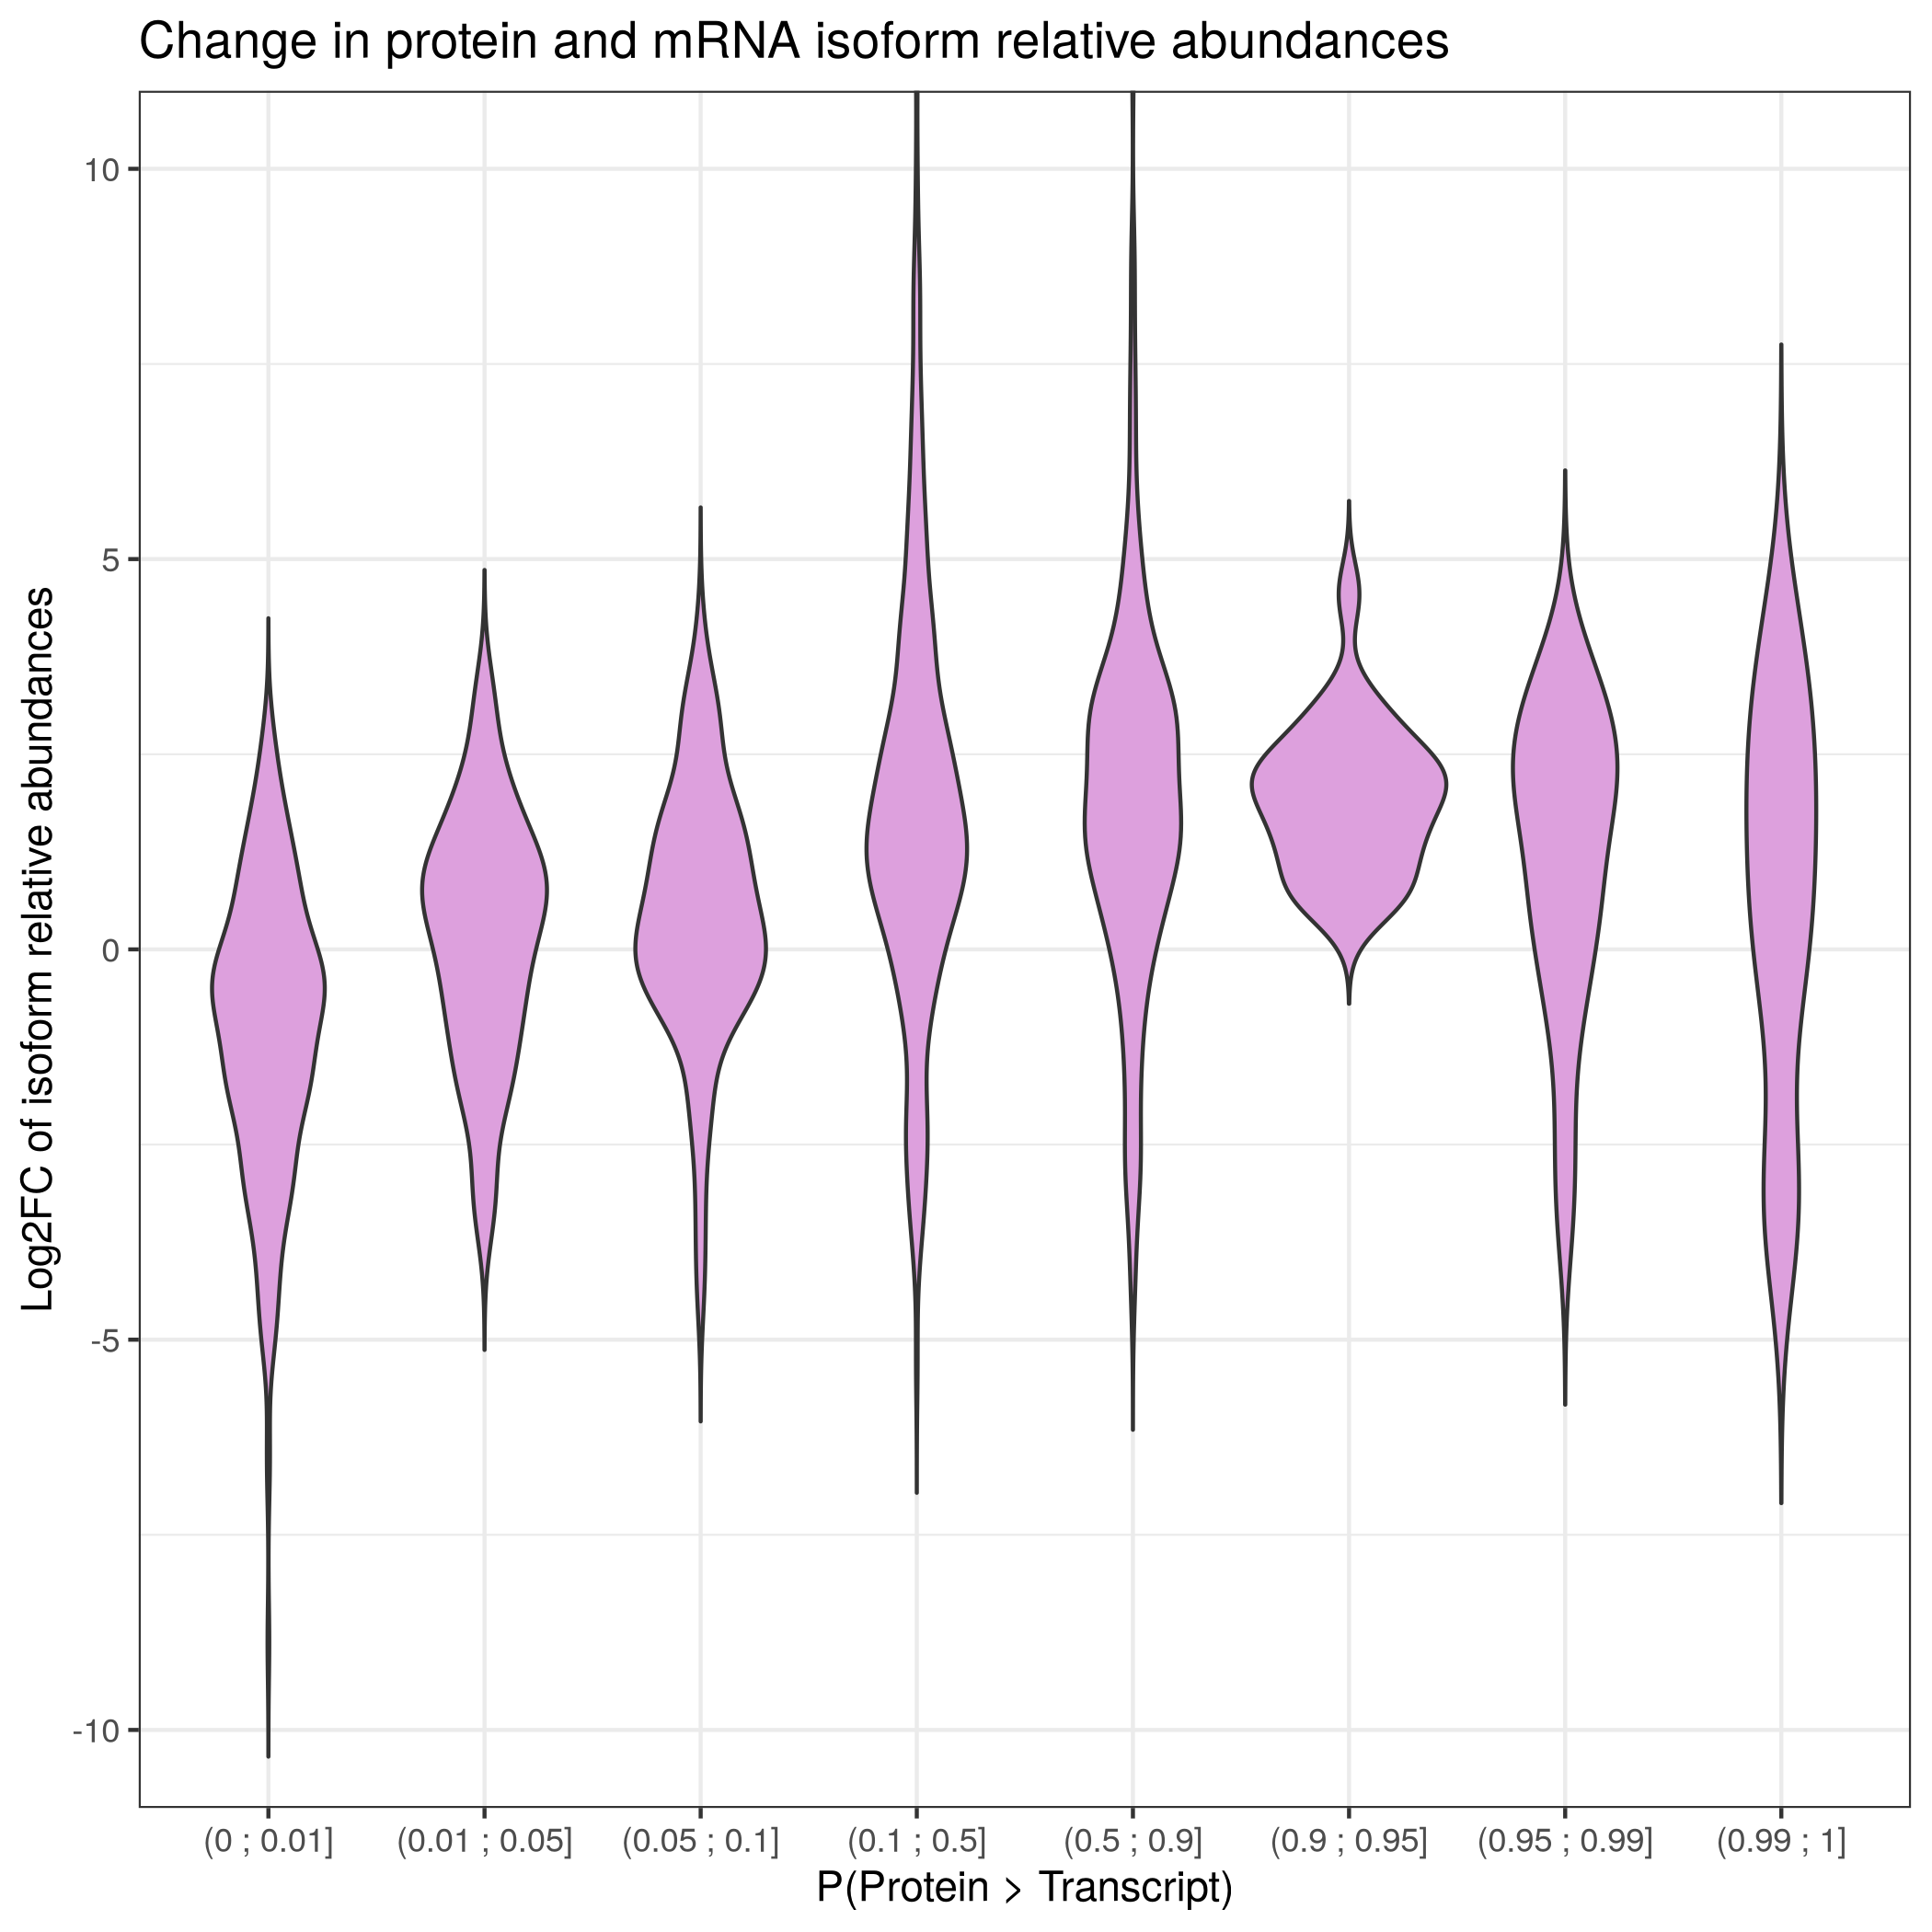 Change in protein and mRNA isoform relative abundances
Log2FC of isoform relative abundances
10
5
0
-5
-10
(0 ; 0.01]
(0.01 ; 0.05]
(0.05 ; 0.1]
(0.1 ; 0.5]
(0.5 ; 0.9]
(0.9 ; 0.95]
(0.95 ; 0.99]
(0.99 ; 1]
P(Protein > Transcript)